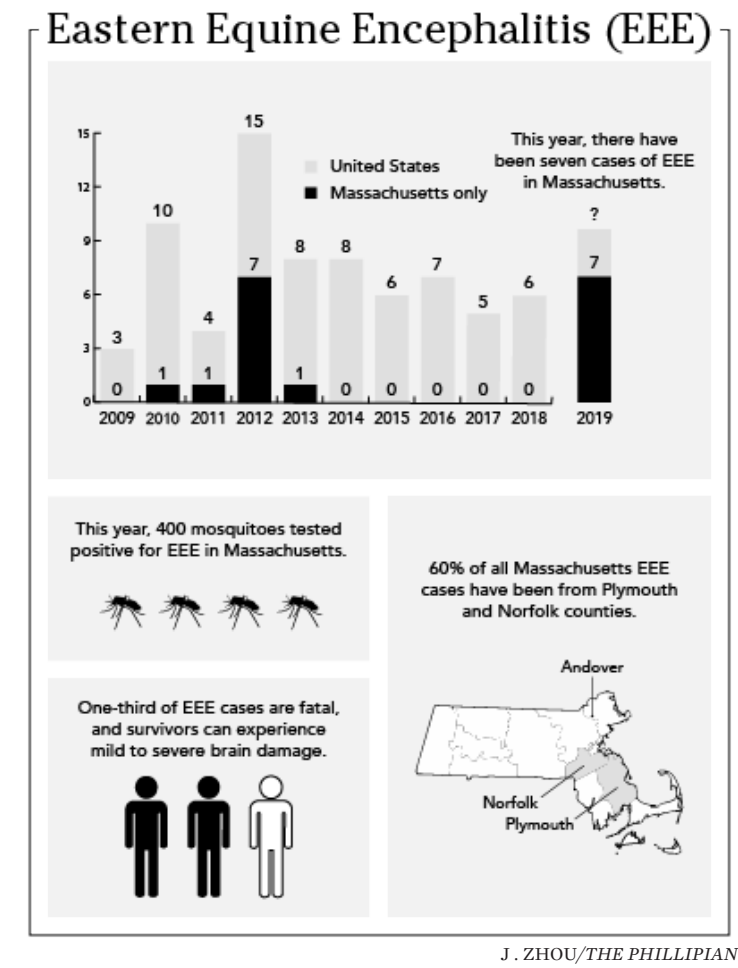 Eastern Equine Encephalitis (EEE)
15
15
12
9
6
3
0
United States
Massachusetts only
This year, there have
been seven cases of EEE
in Massachusetts.
3
10
4
8
8
6
7
5
6
?
0
1
1
7
1
0
0
0
0
0
7
2009 2010 2011 2012 2013 2014 2015 2016 2017 2018 2019
This year, 400 mosquitoes tested
positive for EEE in Massachusetts.
One-third of EEE cases are fatal,
and survivors can experience
mild to severe brain damage.
60% of all Massachusetts EEE
cases have been from Plymouth
and Norfolk counties.
Andover
Norfolk
Plymouth
J . ZHOU/THE PHILLIPIAN